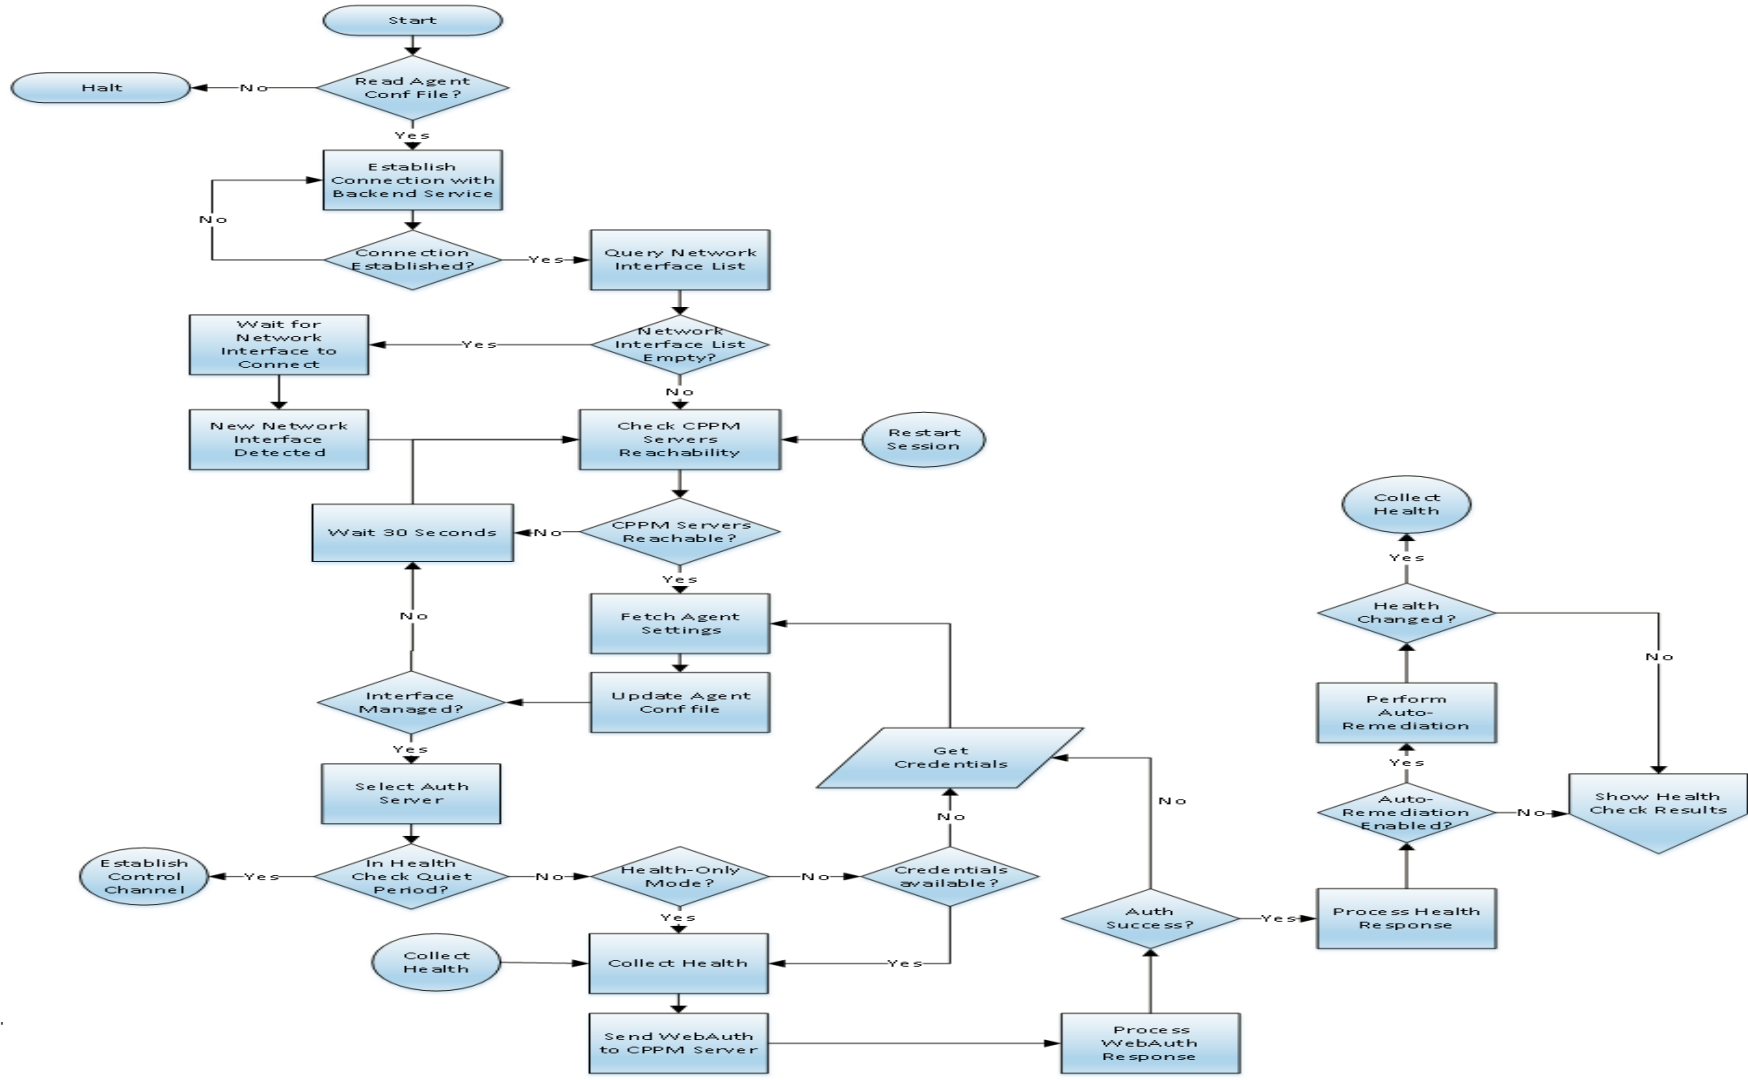 Start
Read Agent
Conf File?
No
Halt
Yes
Establish
Connection with
Backend Service
No
Connection
Established?
Yes
Query Network
Interface List
Network
Interface List
Empty?
Yes
Wait for
Network
Interface to
Connect
No
New Network
Interface
Detected
Check CPPM
Servers
Reachability
Restart
Session
CPPM Servers
Reachable?
No
Wait 30 Seconds
Yes
Fetch Agent
Settings
No
Update Agent
Conf file
Interface
Managed?
Yes
Select Auth
Server
In Health
Check Quiet
Period?
Yes
Establish
Control
Channel
No
Health-Only
Mode?
No
Credentials
available?
No
Get
Credentials
Yes
Yes
Collect
Health
Collect Health
Send WebAuth
to CPPM Server
Process
WebAuth
Response
Auth
Success?
No
Yes
Process Health
Response
Auto-
Remediation
Enabled?
No
Show Health
Check Results
Yes
Perform
Auto-
Remediation
Health
Changed?
No
Yes
Collect
Health